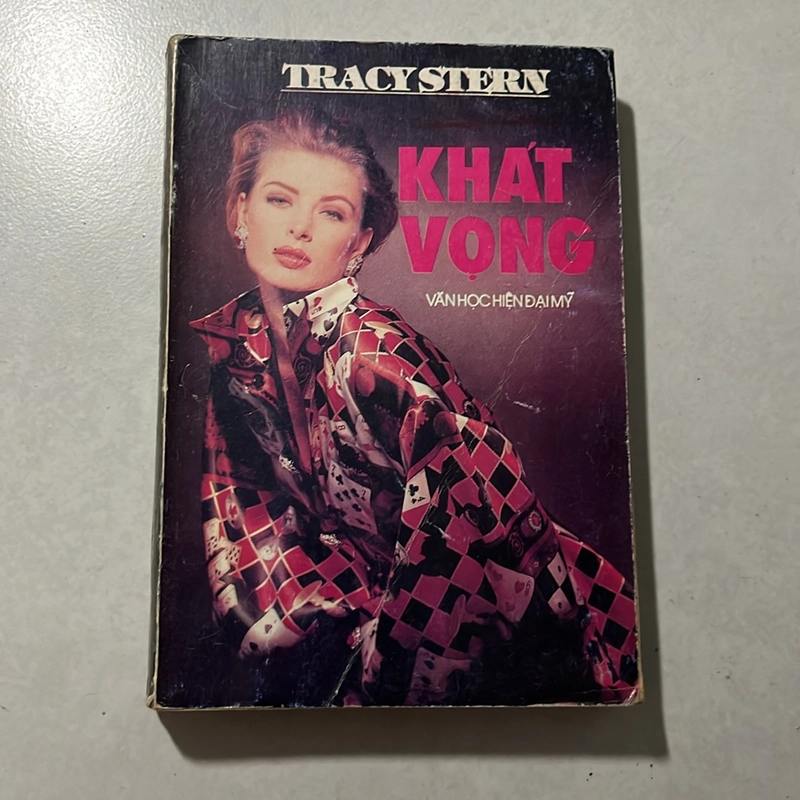 TRACY STERN
KHÁT
VỌNG
VĂN HỌC HIỆN ĐẠI MỸ